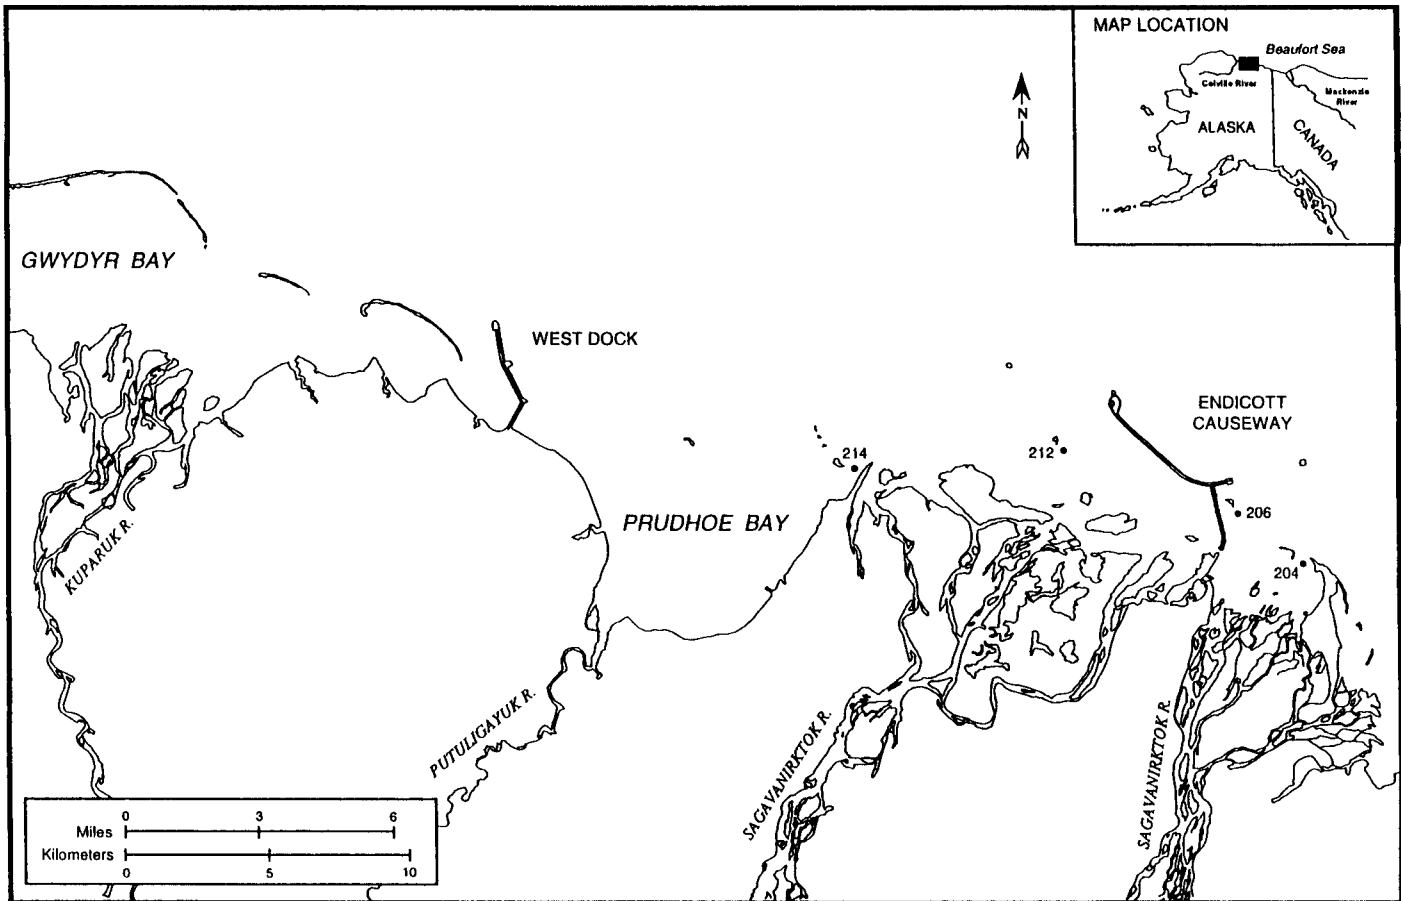 MAP LOCATION
Beaufort Sea
Colville River
Mackenzie
River
ALASKA
CANADA
N
GWYDYR BAY
WEST DOCK
ENDICOTT
CAUSEWAY
214
212
206
204
PRUDHOE BAY
KUPARUK R.
PUTULIGAYUK R.
SAGAVANIRKTOK R.
SAGAVANIRKTOK R.
0 3 6
Miles
Kilometers
0 5 10